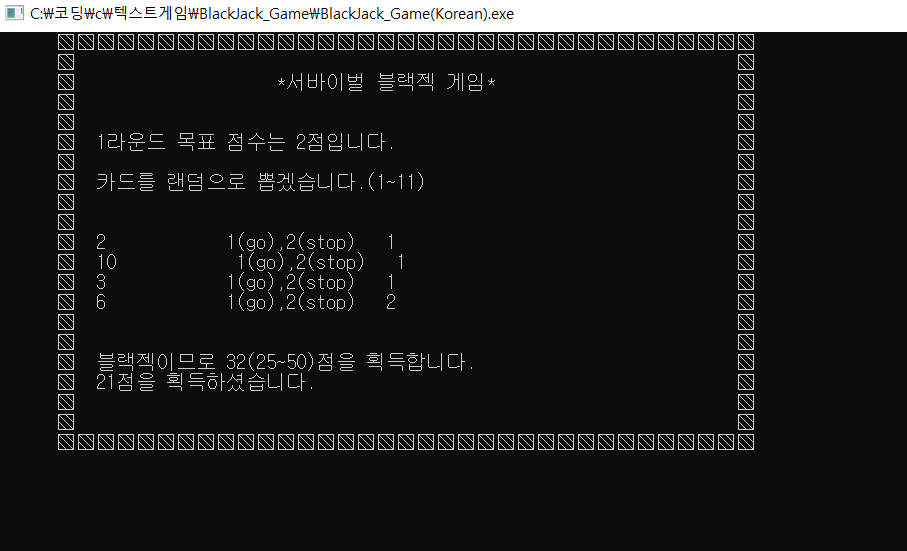 C:₩코딩₩c₩텍스트게임₩BlackJack_Game₩BlackJack_Game(Korean).exe
*서바이벌 블랙젝 게임*
1라운드 목표 점수는 2점입니다.
카드를 랜덤으로 뽑겠습니다.(1~11)
2 1(go),2(stop) 1
10 1(go),2(stop) 1
3 1(go),2(stop) 1
6 1(go),2(stop) 2
블랙젝이므로 32(25~50)점을 획득합니다.
21점을 획득하셨습니다.